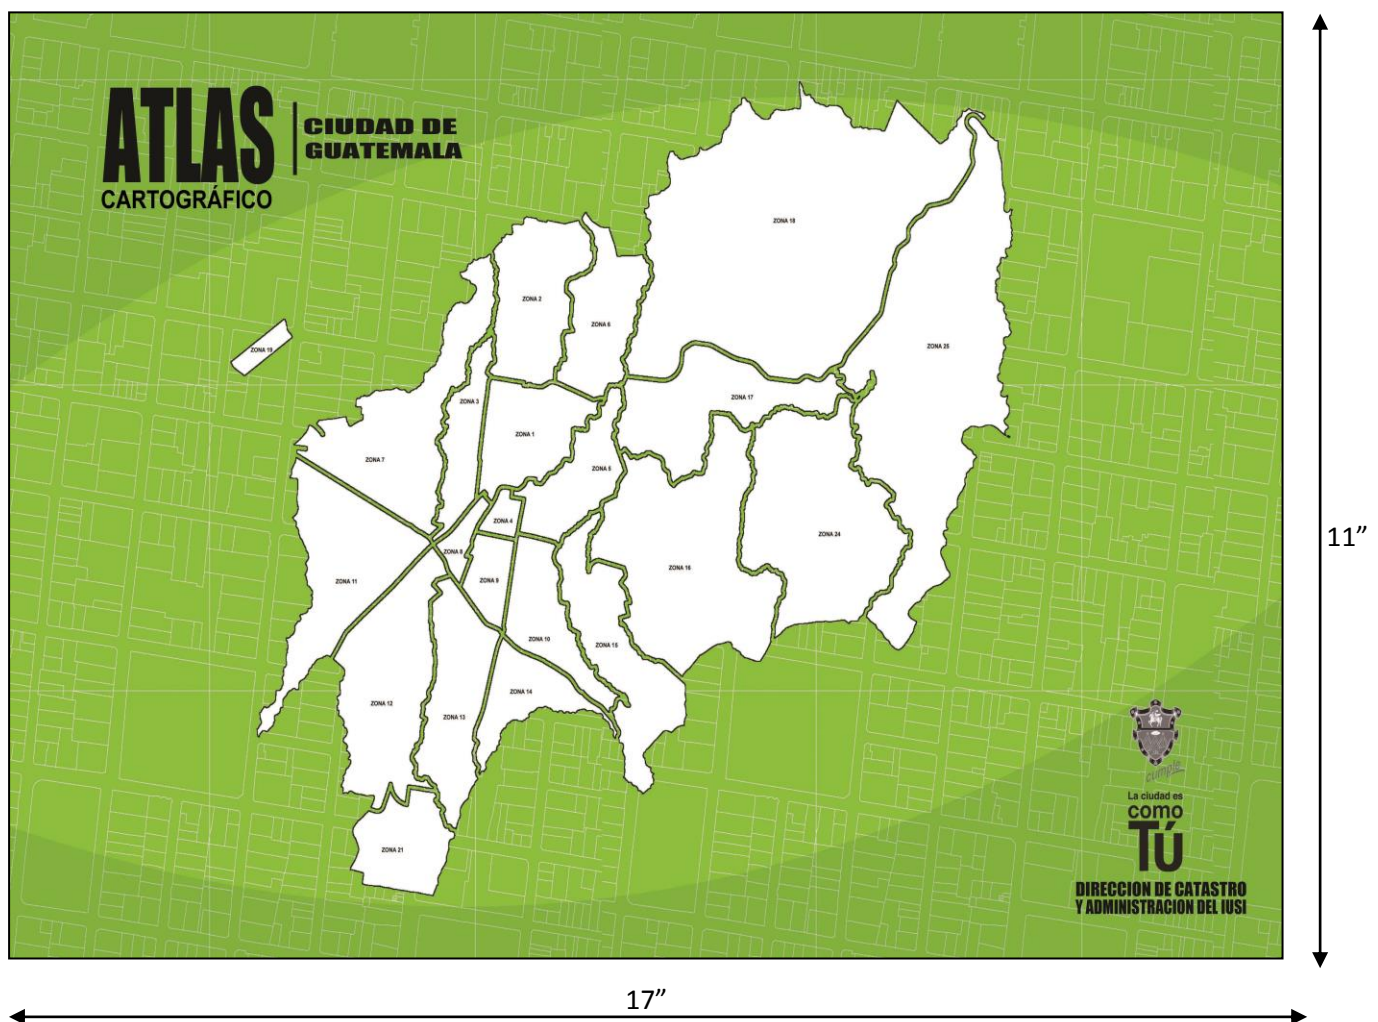 ATLAS
CARTOGRÁFICO
CIUDAD DE
GUATEMALA
ZONA 18
ZONA 2
ZONA 6
ZONA 25
ZONA 19
ZONA 17
ZONA 3
ZONA 1
ZONA 7
ZONA 5
ZONA 4
ZONA 24
ZONA 8
ZONA 16
ZONA 11
ZONA 9
ZONA 10
ZONA 15
ZONA 14
ZONA 12
ZONA 13
ZONA 21
cumple
La ciudad es
como
TÚ
DIRECCION DE CATASTRO
Y ADMINISTRACION DEL IUSI
11”
17”